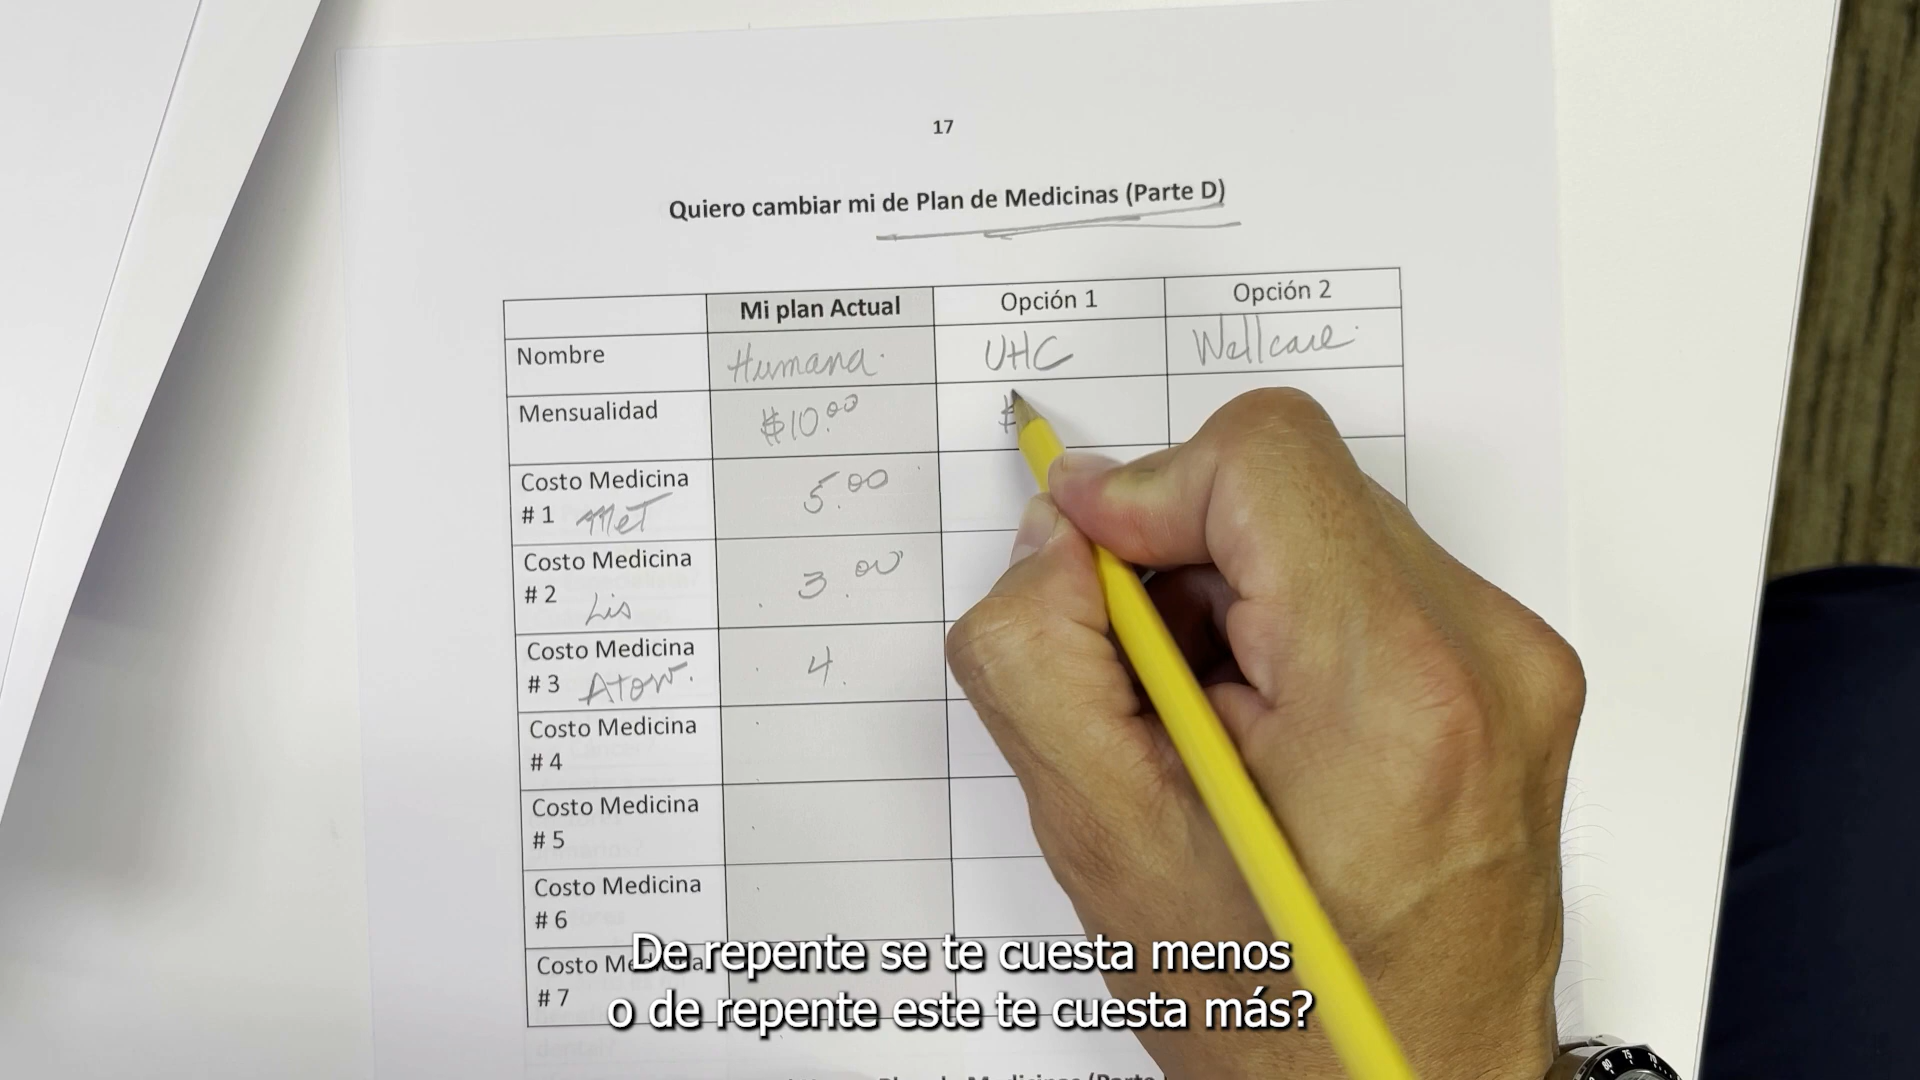 17
Quiero cambiar mi de Plan de Medicinas (Parte D)
Mi plan Actual Opción 1 Opción 2
Nombre Humana. UHC Wellcare.
Mensualidad $10.00 $
Costo Medicina
# 1 Met 5.00
Costo Medicina
# 2 Lis 3.00
Costo Medicina
# 3 Atorv. 4.
Costo Medicina
# 4
Costo Medicina
# 5
Costo Medicina
# 6
Costo Medicina
# 7
De repente se te cuesta menos
o de repente este te cuesta más?